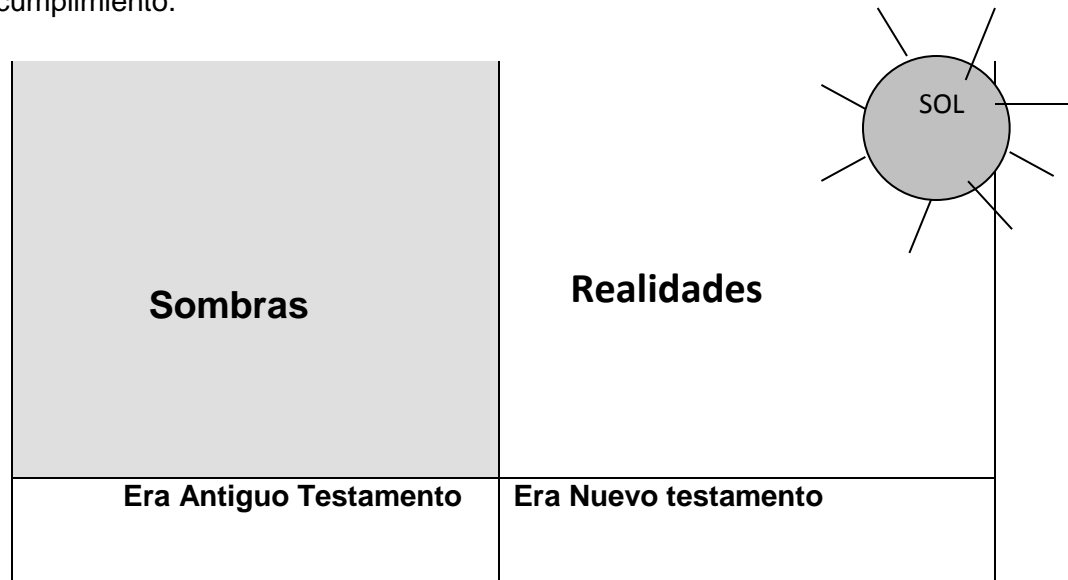 cumplimiento.
SOL
Sombras
Realidades
Era Antiguo Testamento
Era Nuevo testamento